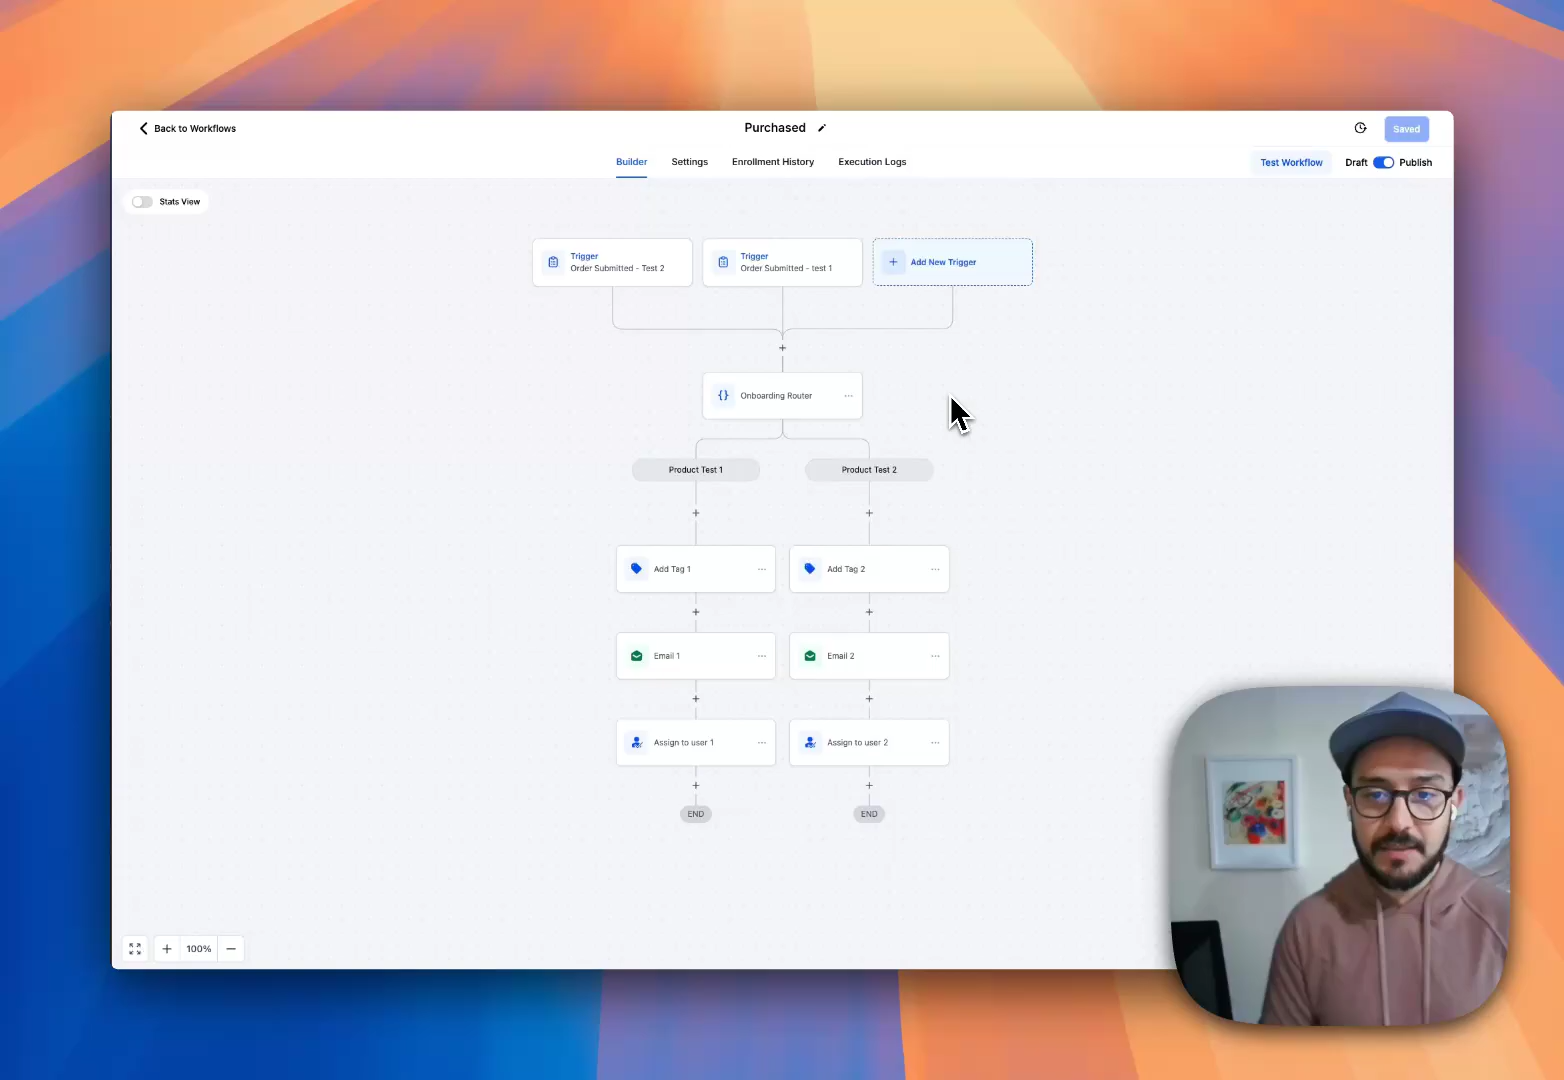 Back to Workflows
Purchased
Saved
Builder
Settings
Enrollment History
Execution Logs
Test Workflow
Draft
Publish
Stats View
Trigger
Order Submitted - Test 2
Trigger
Order Submitted - test 1
+ Add New Trigger
+
{} Onboarding Router ...
Product Test 1
Product Test 2
+
+
Add Tag 1 ...
Add Tag 2 ...
+
+
Email 1 ...
Email 2 ...
+
+
Assign to user 1 ...
Assign to user 2 ...
+
+
END
END
+ 100% −